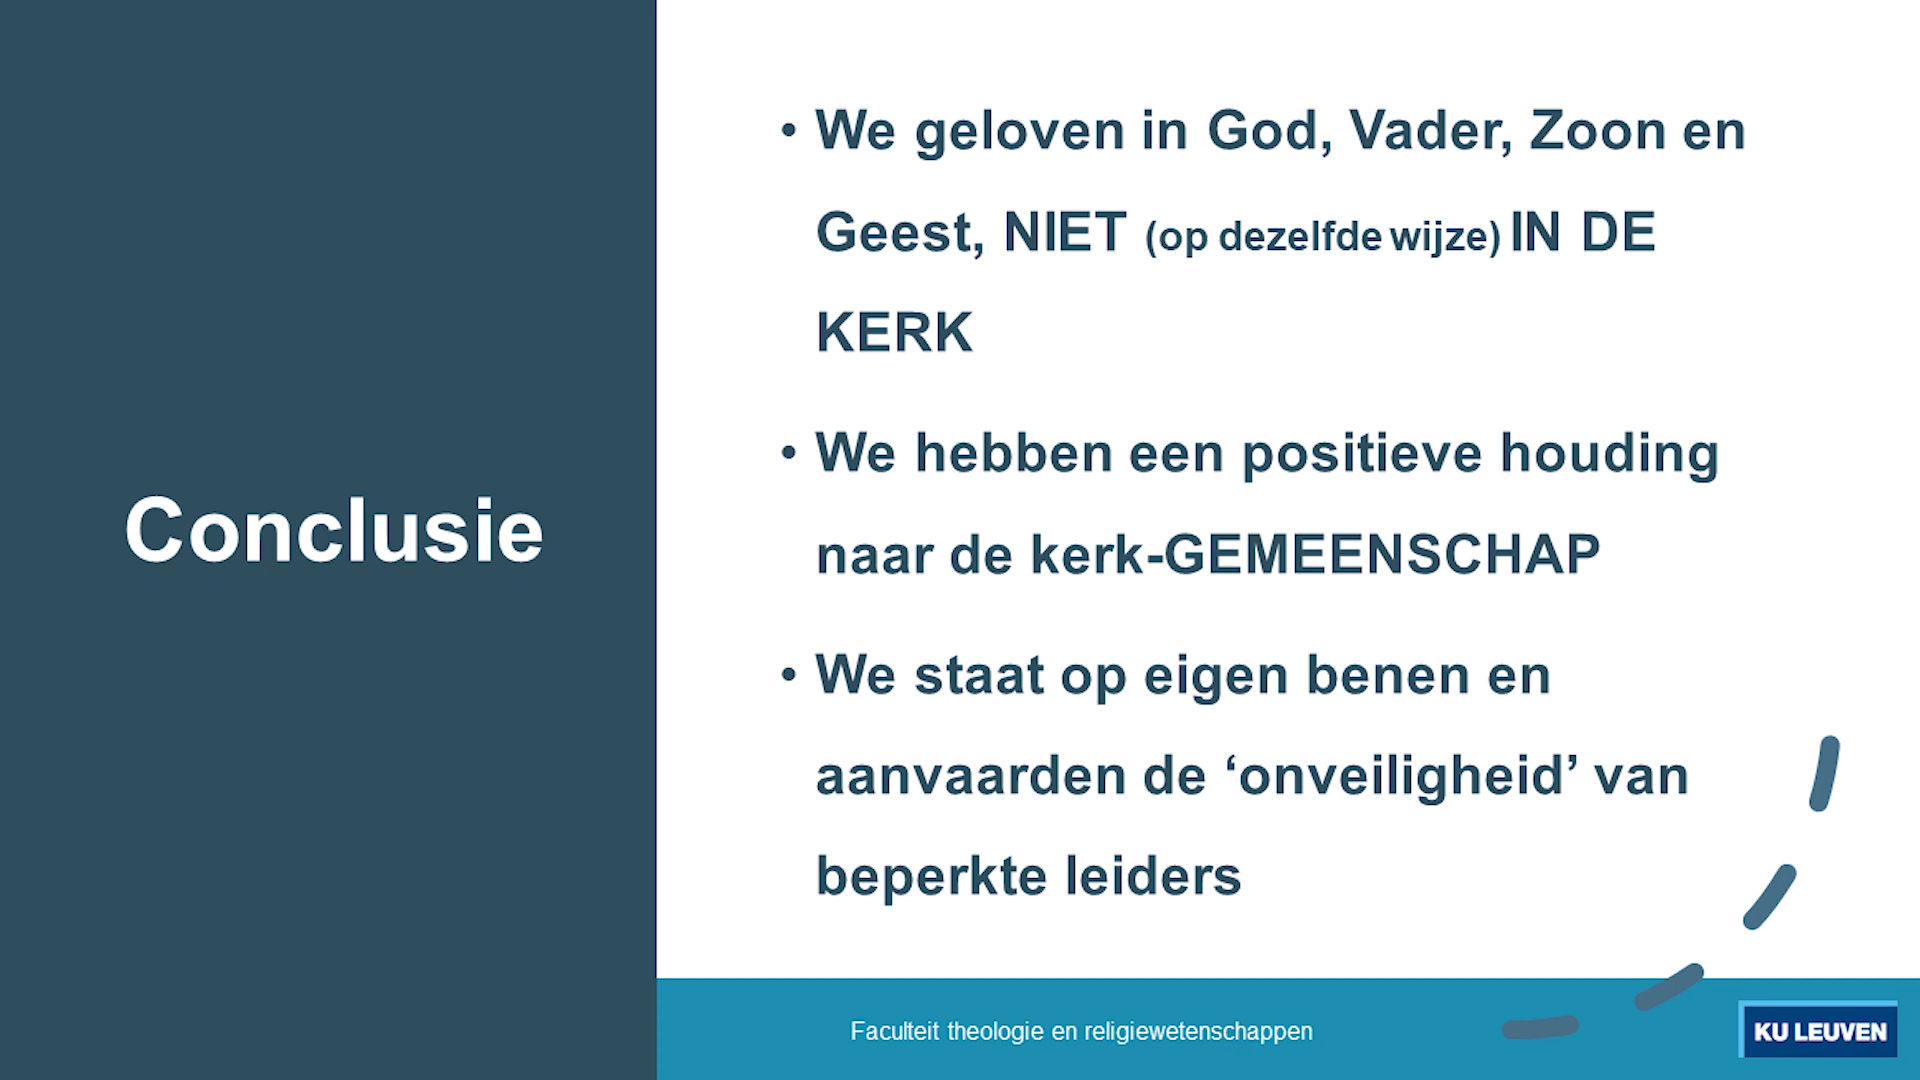 Conclusie
• We geloven in God, Vader, Zoon en
Geest, NIET (op dezelfde wijze) IN DE
KERK
• We hebben een positieve houding
naar de kerk-GEMEENSCHAP
• We staat op eigen benen en
aanvaarden de ‘onveiligheid’ van
beperkte leiders
Faculteit theologie en religiewetenschappen
KU LEUVEN